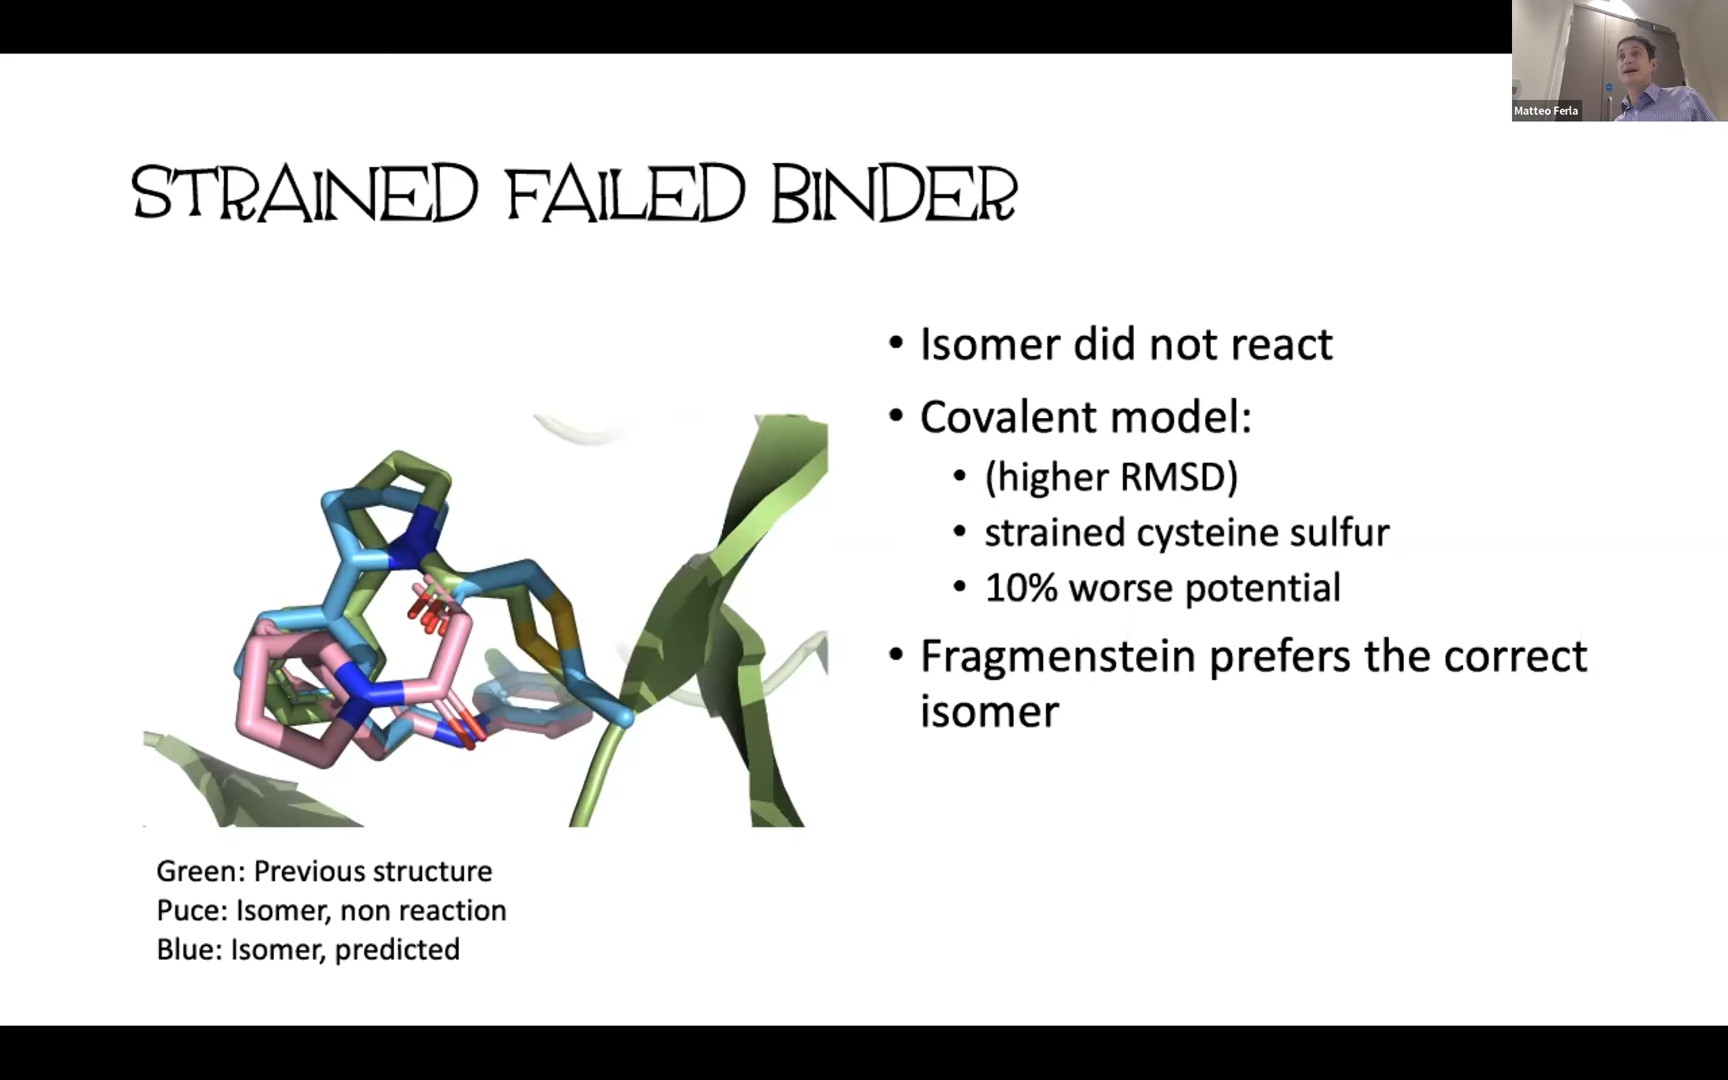 Matteo Ferla
STRAINED FAILED BINDER
• Isomer did not react
• Covalent model:
• (higher RMSD)
• strained cysteine sulfur
• 10% worse potential
• Fragmenstein prefers the correct
isomer
Green: Previous structure
Puce: Isomer, non reaction
Blue: Isomer, predicted